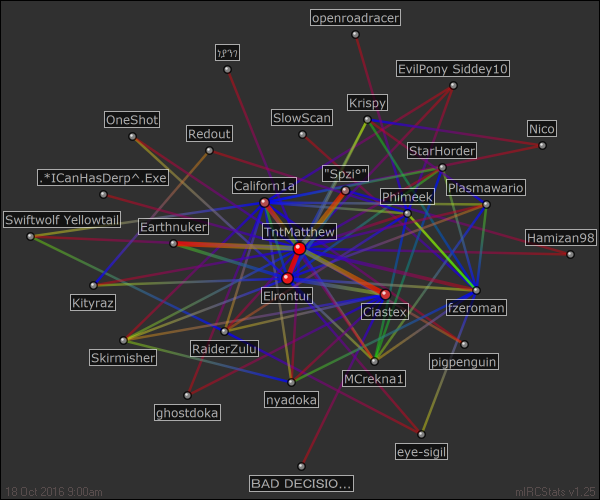 openroadracer
EvilPony Siddey10
Krispy
OneShot
SlowScan
Redout
Nico
StarHorder
.*ICanHasDerp^.Exe
"Spzi°"
Californ1a
Phimeek
Plasmawario
Swiftwolf Yellowtail
Earthnuker
TntMatthew
Hamizan98
Kityraz
Elrontur
Ciastex
fzeroman
Skirmisher
RaiderZulu
pigpenguin
MCrekna1
ghostdoka
nyadoka
eye-sigil
BAD DECISIO...
18 Oct 2016 9:00am
mIRCStats v1.25